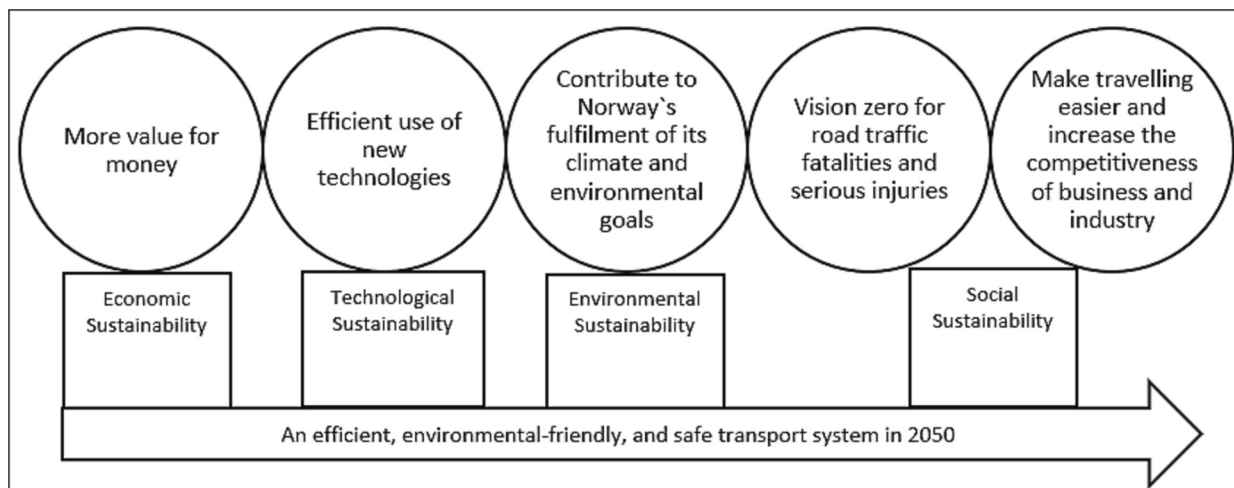 More value for
money
Efficient use of
new
technologies
Contribute to
Norway`s
fulfilment of its
climate and
environmental
goals
Vision zero for
road traffic
fatalities and
serious injuries
Make travelling
easier and
increase the
competitiveness
of business and
industry
Economic
Sustainability
Technological
Sustainability
Environmental
Sustainability
Social
Sustainability
An efficient, environmental-friendly, and safe transport system in 2050